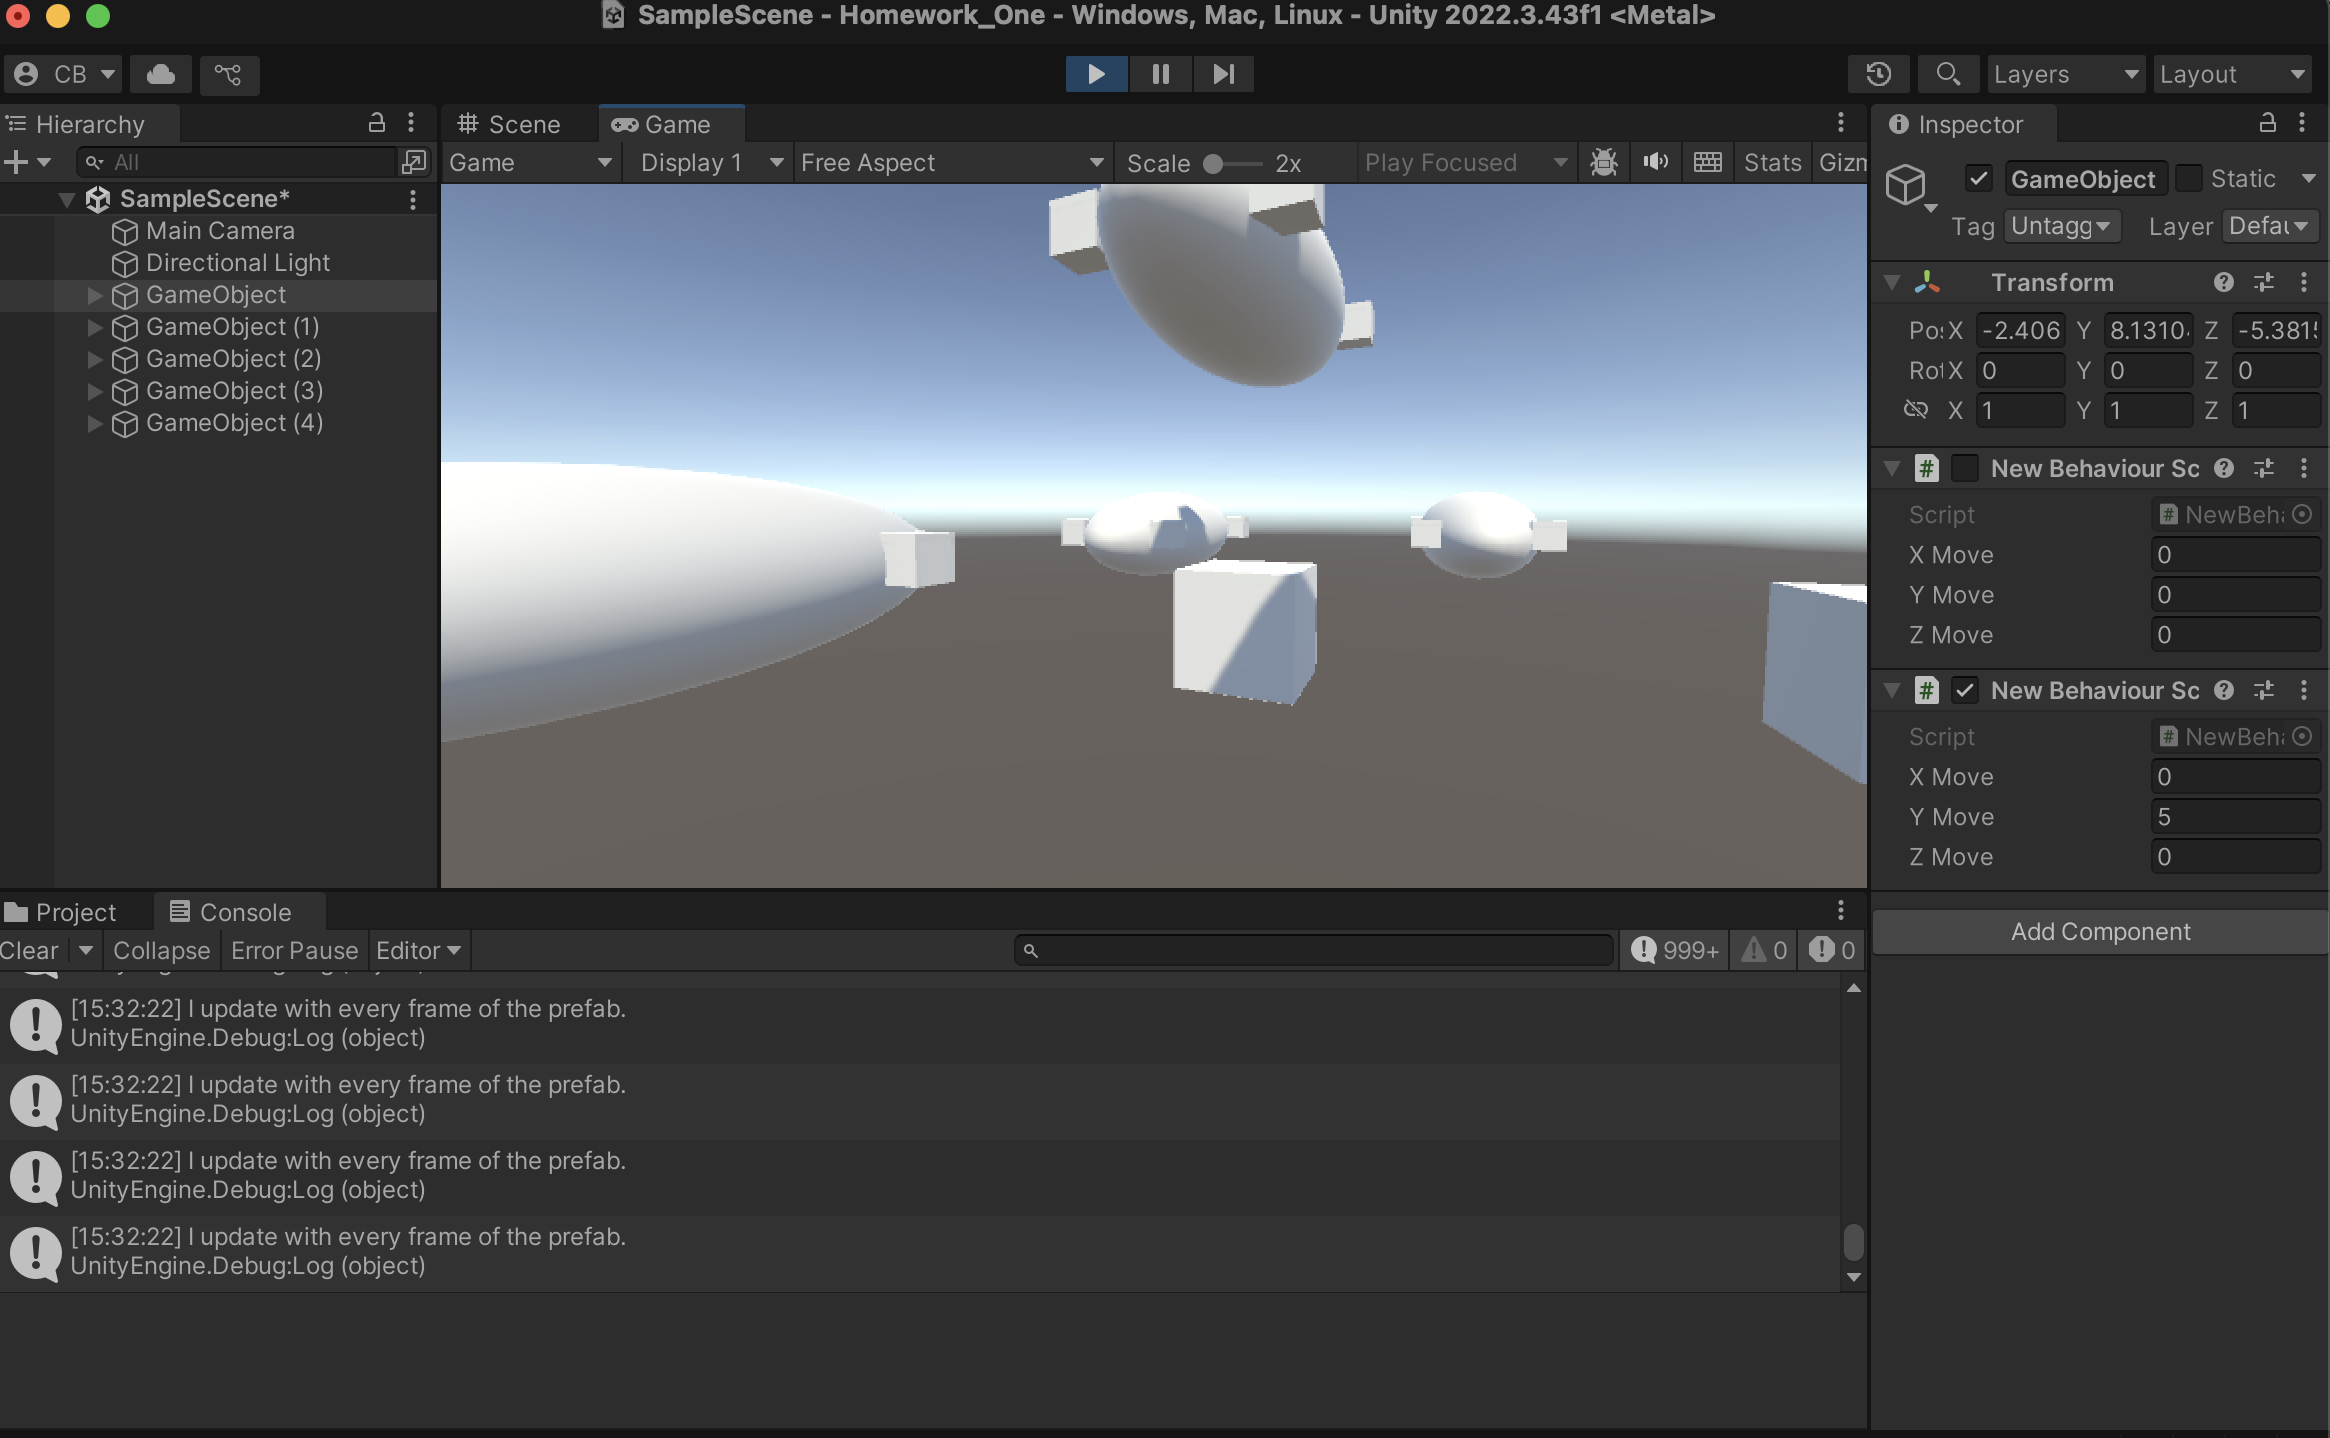 SampleScene - Homework_One - Windows, Mac, Linux - Unity 2022.3.43f1 <Metal>
CB
Layers
Layout
Hierarchy
All
SampleScene*
Main Camera
Directional Light
GameObject
GameObject (1)
GameObject (2)
GameObject (3)
GameObject (4)
Scene
Game
Game
Display 1
Free Aspect
Scale
2x
Play Focused
Stats
Gizm
Inspector
GameObject
Static
Tag
Untagg
Layer
Defau
Transform
Pos X -2.406 Y 8.1310 Z -5.3815
Rot X 0 Y 0 Z 0
X 1 Y 1 Z 1
New Behaviour Sc
Script NewBeha
X Move 0
Y Move 0
Z Move 0
New Behaviour Sc
Script NewBeha
X Move 0
Y Move 5
Z Move 0
Add Component
Project
Console
Clear
Collapse
Error Pause
Editor
999+
0
0
[15:32:22] I update with every frame of the prefab.
UnityEngine.Debug:Log (object)
[15:32:22] I update with every frame of the prefab.
UnityEngine.Debug:Log (object)
[15:32:22] I update with every frame of the prefab.
UnityEngine.Debug:Log (object)
[15:32:22] I update with every frame of the prefab.
UnityEngine.Debug:Log (object)